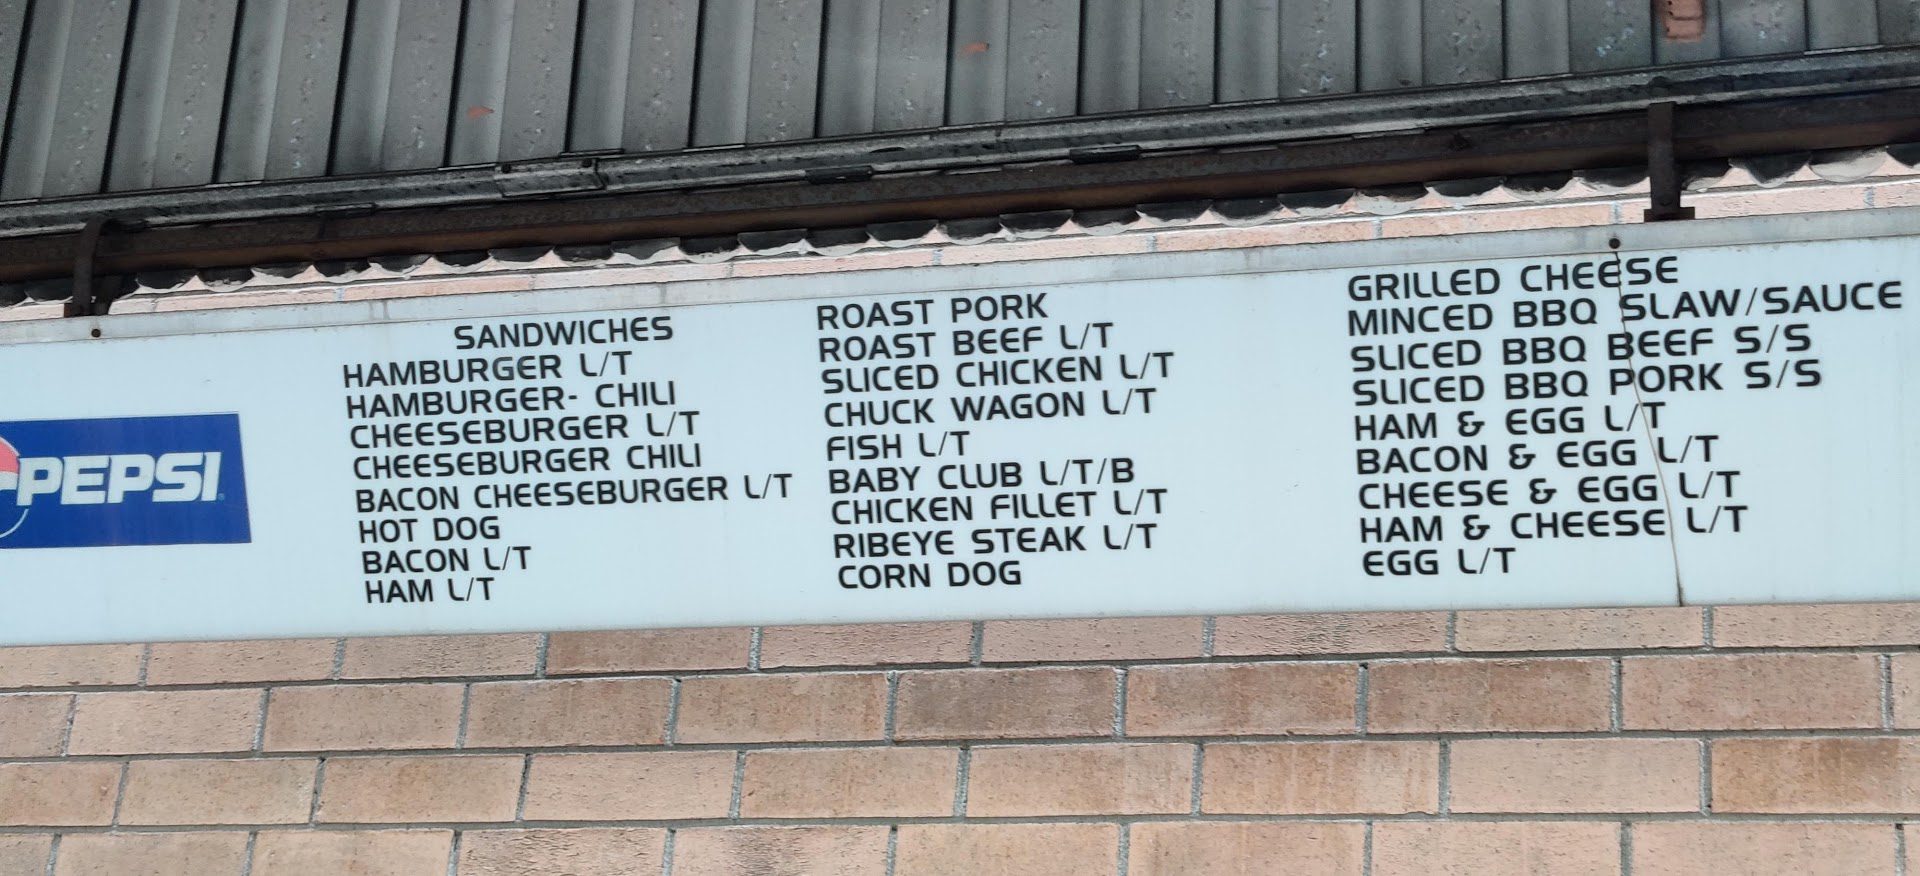 PEPSI
SANDWICHES
HAMBURGER L/T
HAMBURGER- CHILI
CHEESEBURGER L/T
CHEESEBURGER CHILI
BACON CHEESEBURGER L/T
HOT DOG
BACON L/T
HAM L/T
ROAST PORK
ROAST BEEF L/T
SLICED CHICKEN L/T
CHUCK WAGON L/T
FISH L/T
BABY CLUB L/T/B
CHICKEN FILLET L/T
RIBEYE STEAK L/T
CORN DOG
GRILLED CHEESE
MINCED BBQ SLAW/SAUCE
SLICED BBQ BEEF S/S
SLICED BBQ PORK S/S
HAM & EGG L/T
BACON & EGG L/T
CHEESE & EGG L/T
HAM & CHEESE L/T
EGG L/T